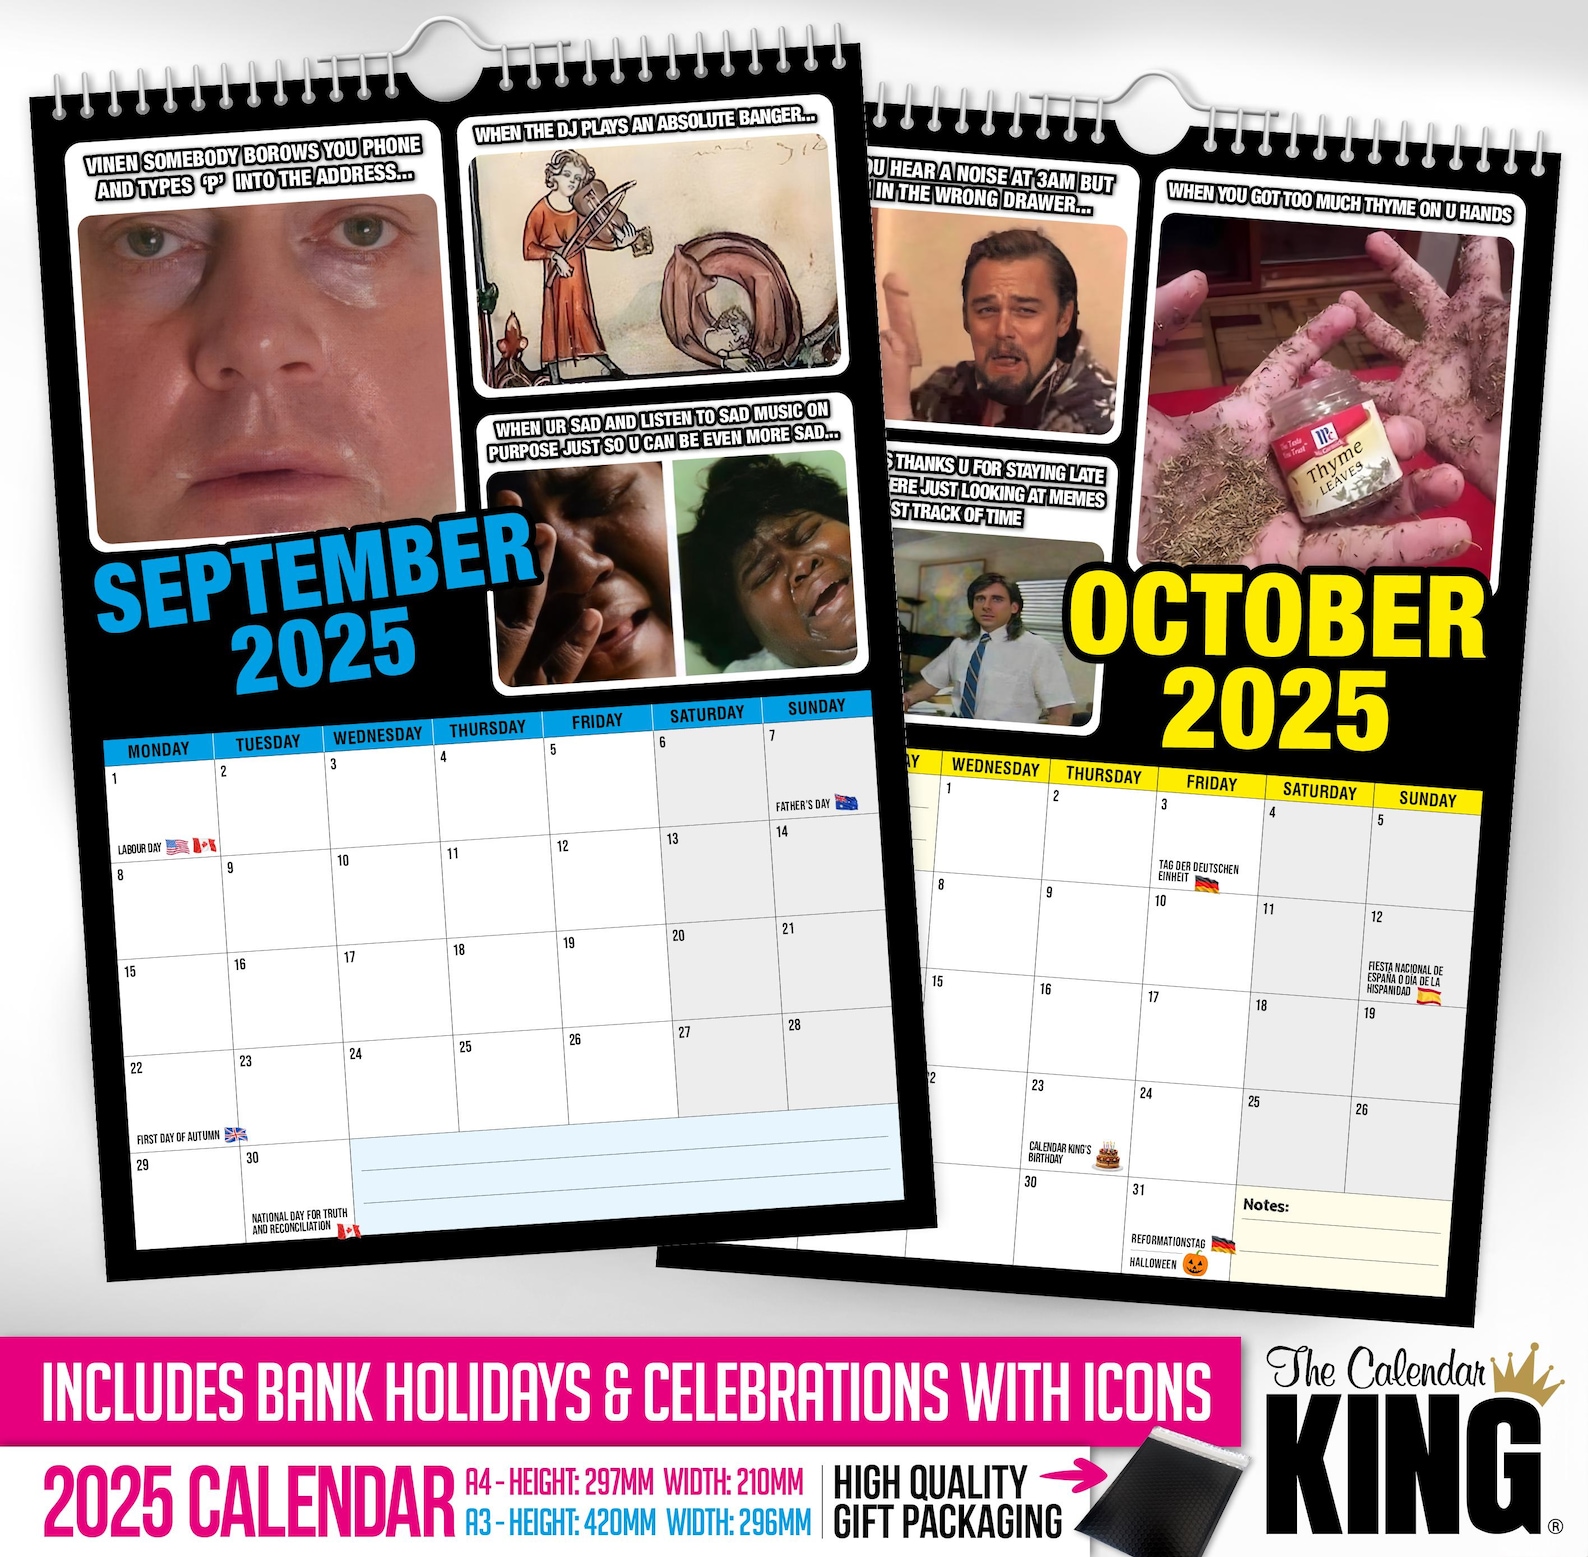 VINEN SOMEBODY BOROWS YOU PHONE
AND TYPES 'P' INTO THE ADDRESS...
WHEN THE DJ PLAYS AN ABSOLUTE BANGER...
WHEN UR SAD AND LISTEN TO SAD MUSIC ON
PURPOSE JUST SO U CAN BE EVEN MORE SAD...
SEPTEMBER
2025
MONDAY TUESDAY WEDNESDAY THURSDAY FRIDAY SATURDAY SUNDAY
1 2 3 4 5 6 7
LABOUR DAY
FATHER'S DAY
8 9 10 11 12 13 14
15 16 17 18 19 20 21
22 23 24 25 26 27 28
FIRST DAY OF AUTUMN
29 30
NATIONAL DAY FOR TRUTH
AND RECONCILIATION
OU HEAR A NOISE AT 3AM BUT
IN THE WRONG DRAWER...
WHEN YOU GOT TOO MUCH THYME ON U HANDS
The Taste
You Trust
Mc
Thyme
LEAVES
THANKS U FOR STAYING LATE
ERE JUST LOOKING AT MEMES
ST TRACK OF TIME
OCTOBER
2025
AY WEDNESDAY THURSDAY FRIDAY SATURDAY SUNDAY
1 2 3 4 5
TAG DER DEUTSCHEN
EINHEIT
8 9 10 11 12
FIESTA NACIONAL DE
ESPAÑA O DÍA DE LA
HISPANIDAD
15 16 17 18 19
22 23 24 25 26
CALENDAR KING'S
BIRTHDAY
30 31
REFORMATIONSTAG
HALLOWEEN
Notes:
INCLUDES BANK HOLIDAYS & CELEBRATIONS WITH ICONS
2025 CALENDAR
A4 - HEIGHT: 297MM WIDTH: 210MM
A3 - HEIGHT: 420MM WIDTH: 296MM
HIGH QUALITY
GIFT PACKAGING
The Calendar
KING®